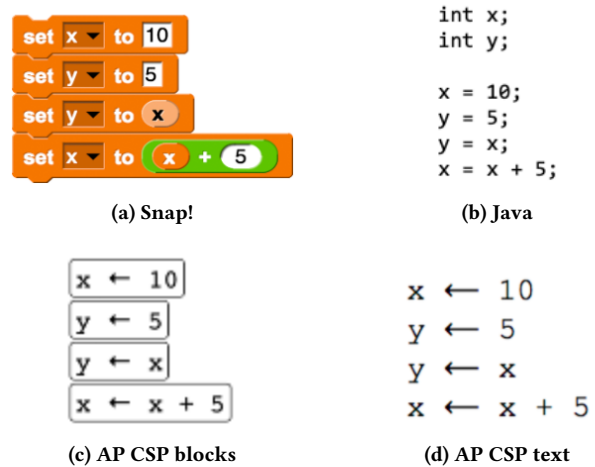 set x to 10
set y to 5
set y to x
set x to x + 5
(a) Snap!
int x;
int y;
x = 10;
y = 5;
y = x;
x = x + 5;
(b) Java
x ← 10
y ← 5
y ← x
x ← x + 5
(c) AP CSP blocks
x ⟵ 10
y ⟵ 5
y ⟵ x
x ⟵ x + 5
(d) AP CSP text